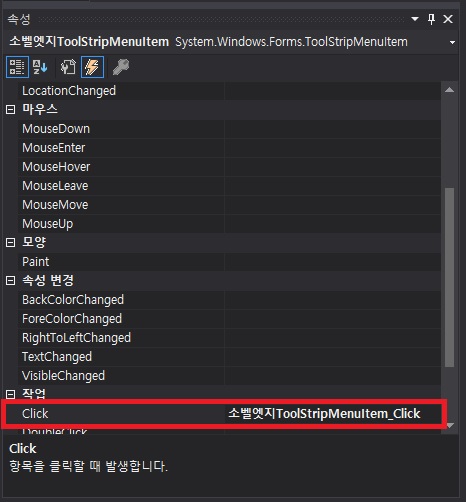 속성
소벨엣지ToolStripMenuItem System.Windows.Forms.ToolStripMenuItem
LocationChanged
마우스
MouseDown
MouseEnter
MouseHover
MouseLeave
MouseMove
MouseUp
모양
Paint
속성 변경
BackColorChanged
ForeColorChanged
RightToLeftChanged
TextChanged
VisibleChanged
작업
Click 소벨엣지ToolStripMenuItem_Click
DoubleClick
Click
항목을 클릭할 때 발생합니다.